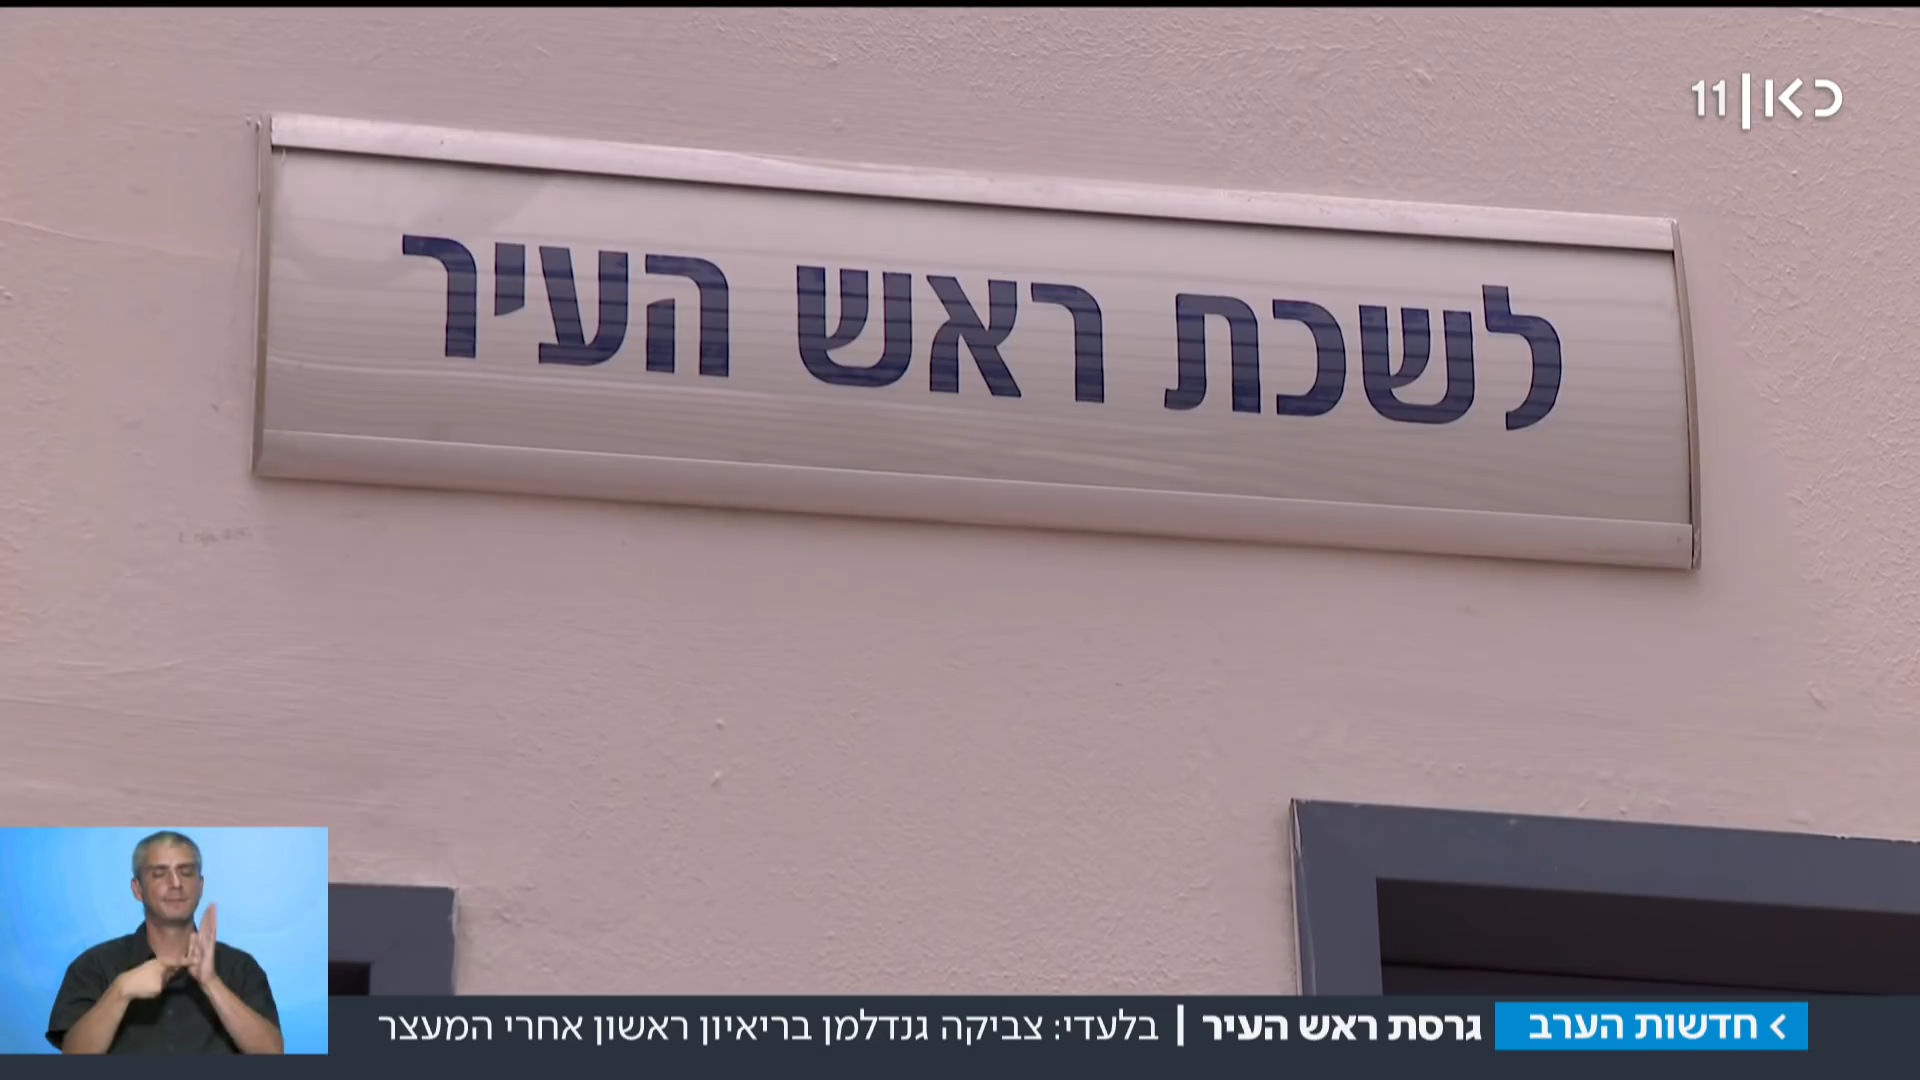 כאן 11
לשכת ראש העיר
חדשות הערב
גרסת ראש העיר | בלעדי: צביקה גנדלמן בריאיון ראשון אחרי המעצר